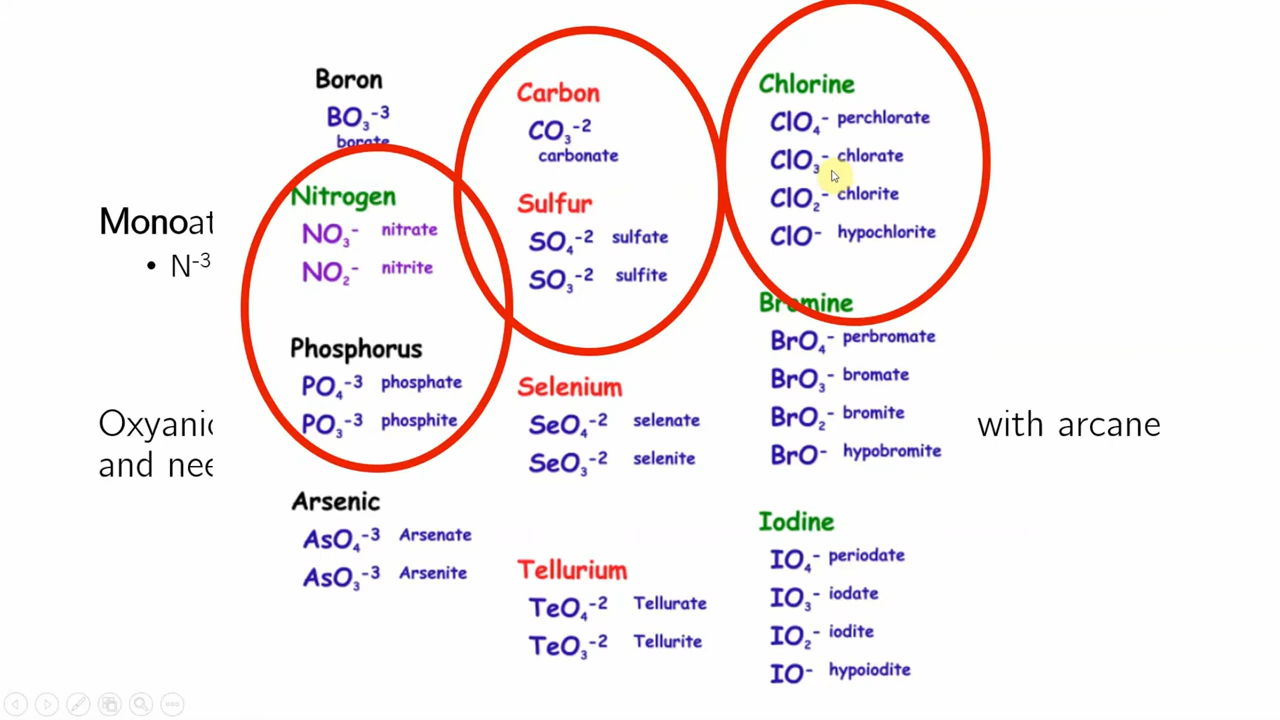 Boron
BO₃⁻³
borate
Nitrogen
NO₃⁻ nitrate
NO₂⁻ nitrite
Phosphorus
PO₄⁻³ phosphate
PO₃⁻³ phosphite
Arsenic
AsO₄⁻³ Arsenate
AsO₃⁻³ Arsenite
Carbon
CO₃⁻²
carbonate
Sulfur
SO₄⁻² sulfate
SO₃⁻² sulfite
Selenium
SeO₄⁻² selenate
SeO₃⁻² selenite
Tellurium
TeO₄⁻² Tellurate
TeO₃⁻² Tellurite
Chlorine
ClO₄⁻ perchlorate
ClO₃⁻ chlorate
ClO₂⁻ chlorite
ClO⁻ hypochlorite
Bromine
BrO₄⁻ perbromate
BrO₃⁻ bromate
BrO₂⁻ bromite
BrO⁻ hypobromite
Iodine
IO₄⁻ periodate
IO₃⁻ iodate
IO₂⁻ iodite
IO⁻ hypoiodite
Monoat
• N⁻³
Oxyanic
with arcane
and nee